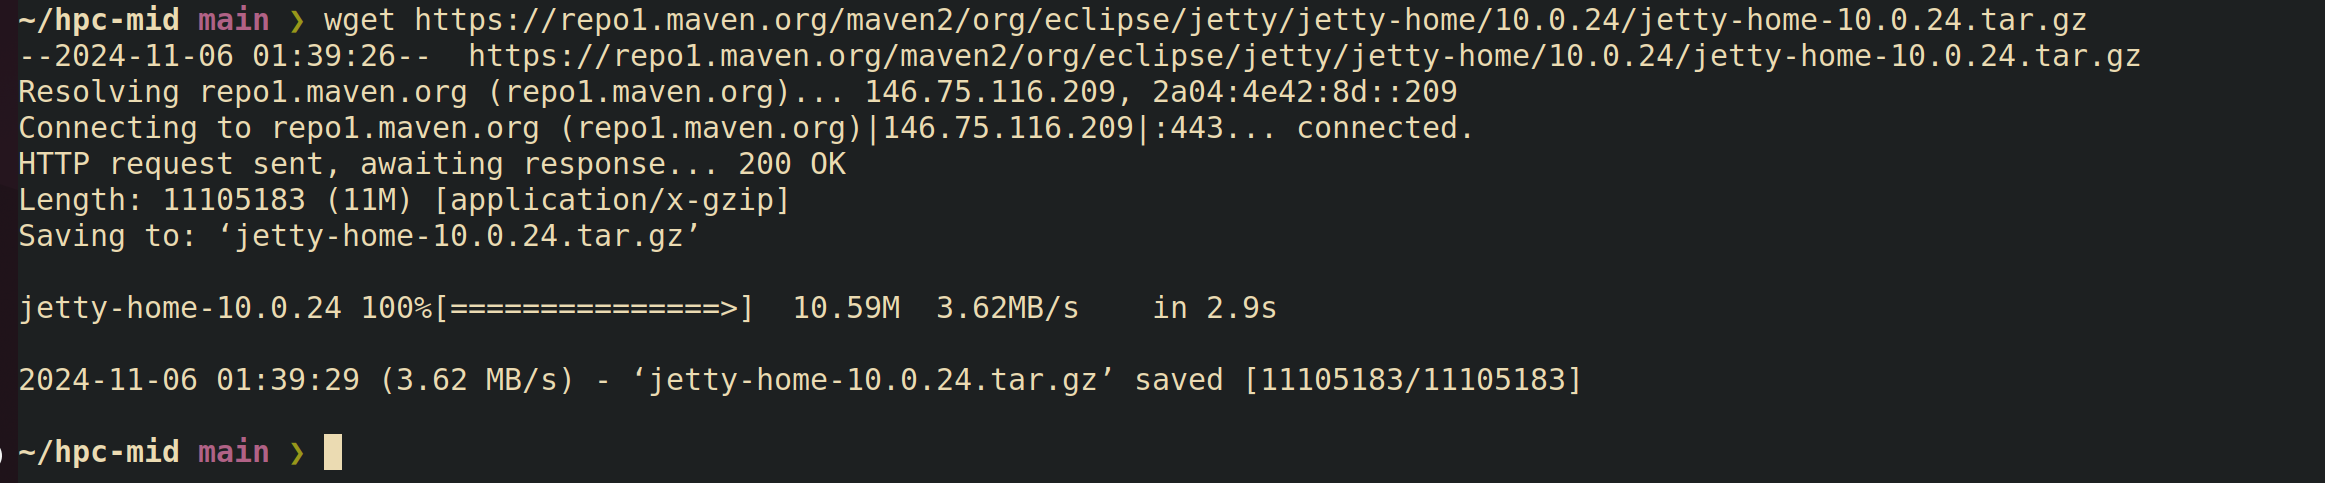 ~/hpc-mid main ❯ wget https://repo1.maven.org/maven2/org/eclipse/jetty/jetty-home/10.0.24/jetty-home-10.0.24.tar.gz
--2024-11-06 01:39:26--  https://repo1.maven.org/maven2/org/eclipse/jetty/jetty-home/10.0.24/jetty-home-10.0.24.tar.gz
Resolving repo1.maven.org (repo1.maven.org)... 146.75.116.209, 2a04:4e42:8d::209
Connecting to repo1.maven.org (repo1.maven.org)|146.75.116.209|:443... connected.
HTTP request sent, awaiting response... 200 OK
Length: 11105183 (11M) [application/x-gzip]
Saving to: ‘jetty-home-10.0.24.tar.gz’
jetty-home-10.0.24 100%[===============>]  10.59M  3.62MB/s    in 2.9s
2024-11-06 01:39:29 (3.62 MB/s) - ‘jetty-home-10.0.24.tar.gz’ saved [11105183/11105183]
~/hpc-mid main ❯